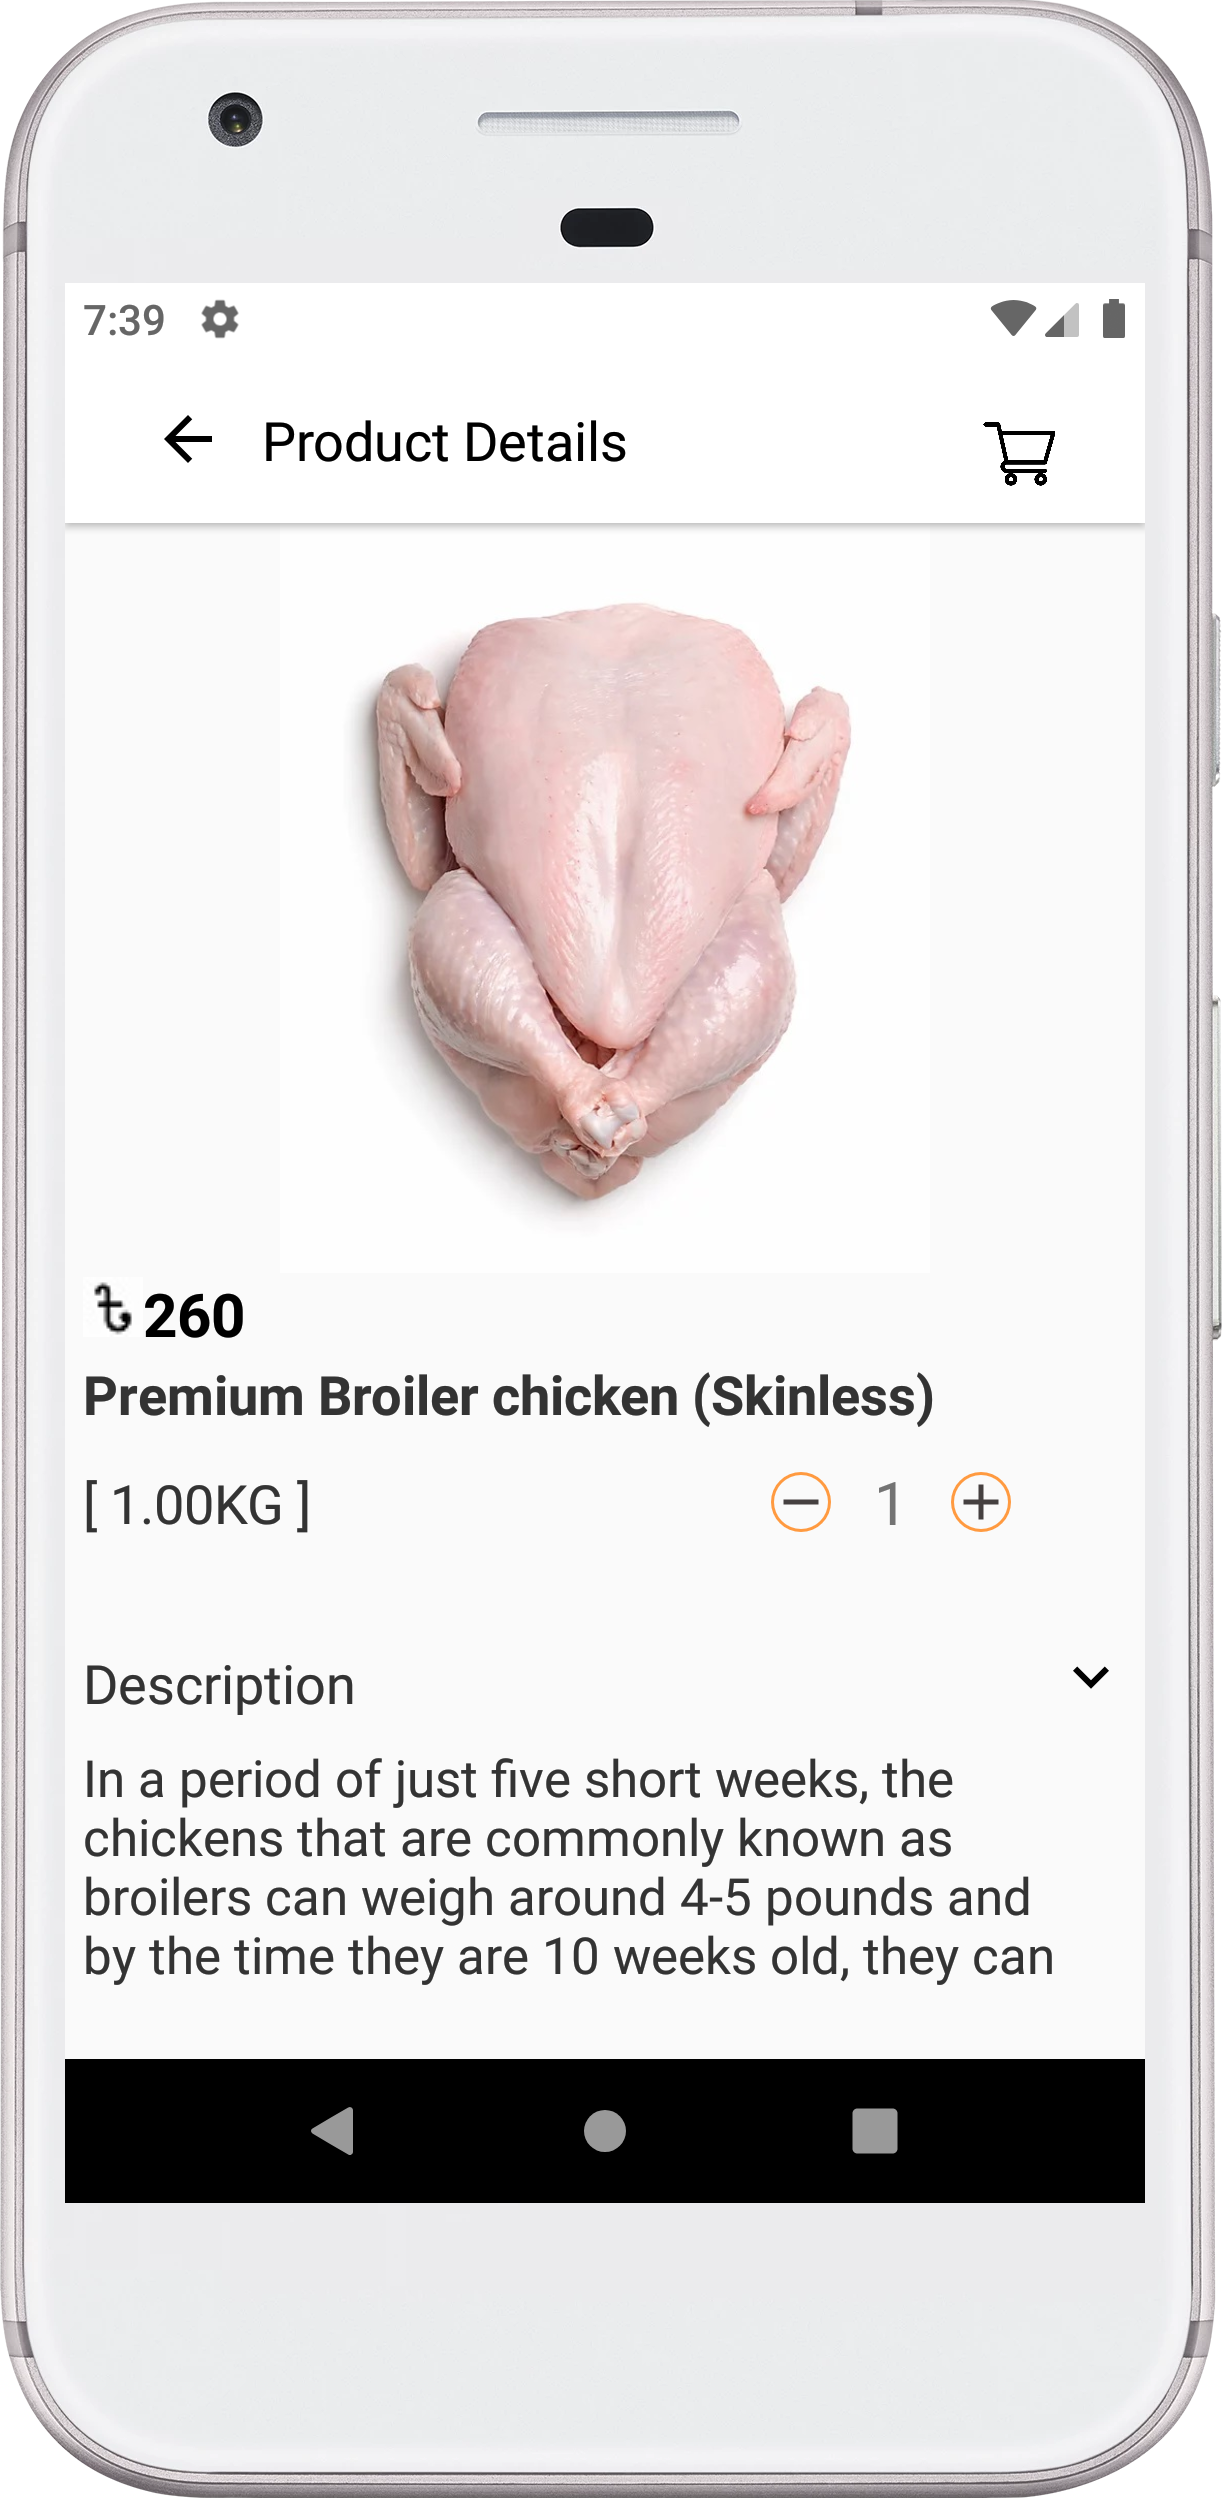 7:39
Product Details
৳ 260
Premium Broiler chicken (Skinless)
[ 1.00KG ]
1
Description
In a period of just five short weeks, the
chickens that are commonly known as
broilers can weigh around 4-5 pounds and
by the time they are 10 weeks old, they can